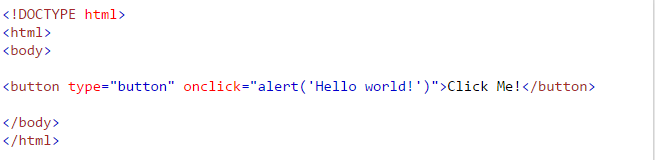 <!DOCTYPE html>
<html>
<body>
<button type="button" onclick="alert('Hello world!')">Click Me!</button>
</body>
</html>